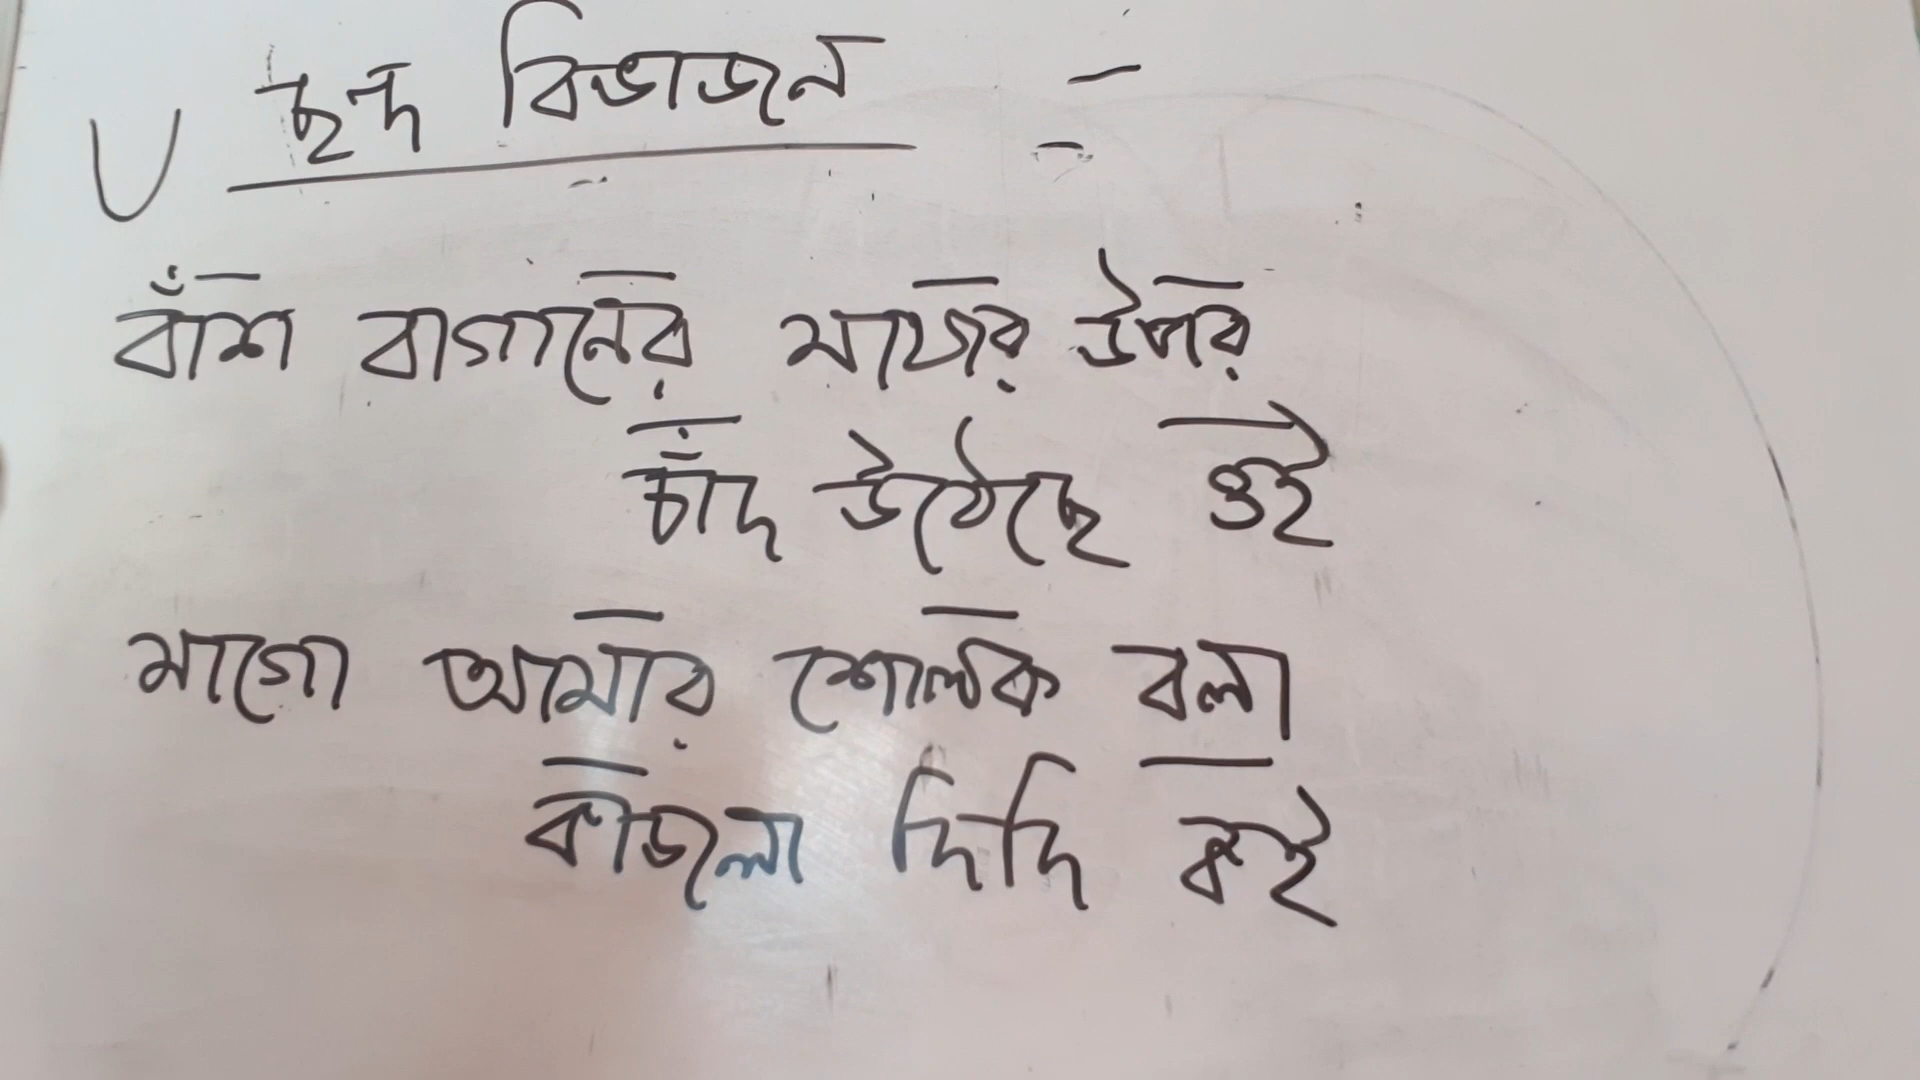 ছন্দ বিভাজন –
U
বাঁশ বাগানের মাথার উপর
চাঁদ উঠেছে ওই
মাগো আমার শোলক বলা
কাজলা দিদি কই